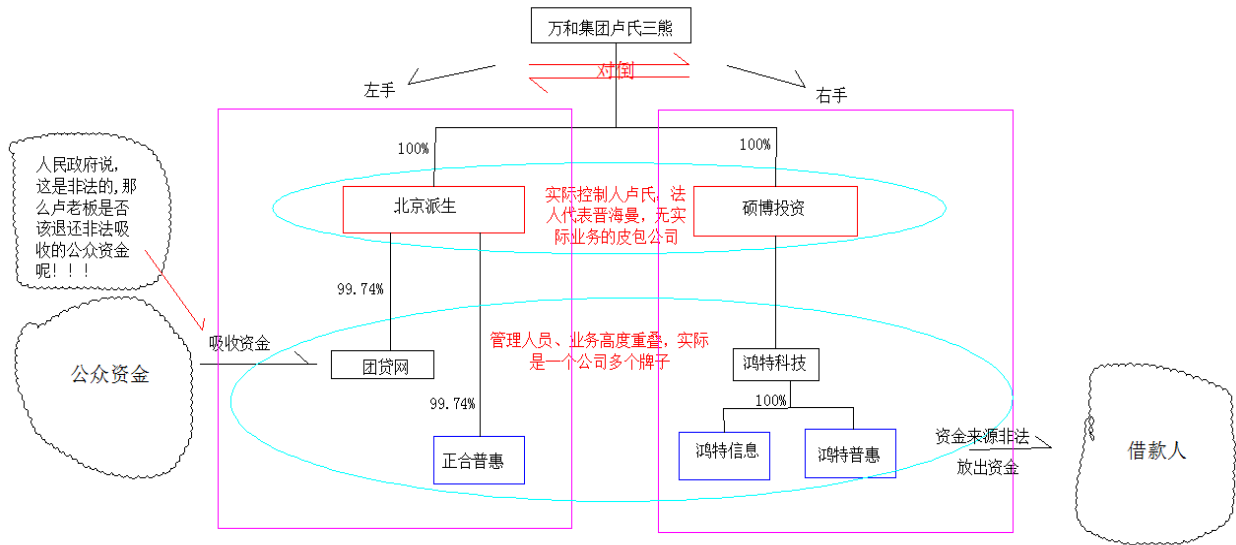 万和集团卢氏三熊
对倒
左手
右手
100%
100%
人民政府说，
这是非法的,那
么卢老板是否
该退还非法吸
收的公众资金
呢！！！
北京派生
实际控制人卢氏，法
人代表晋海曼，无实
际业务的皮包公司
硕博投资
99.74%
吸收资金
管理人员、业务高度重叠，实际
是一个公司多个牌子
团贷网
鸿特科技
公众资金
99.74%
100%
正合普惠
鸿特信息
鸿特普惠
资金来源非法
放出资金
借款人